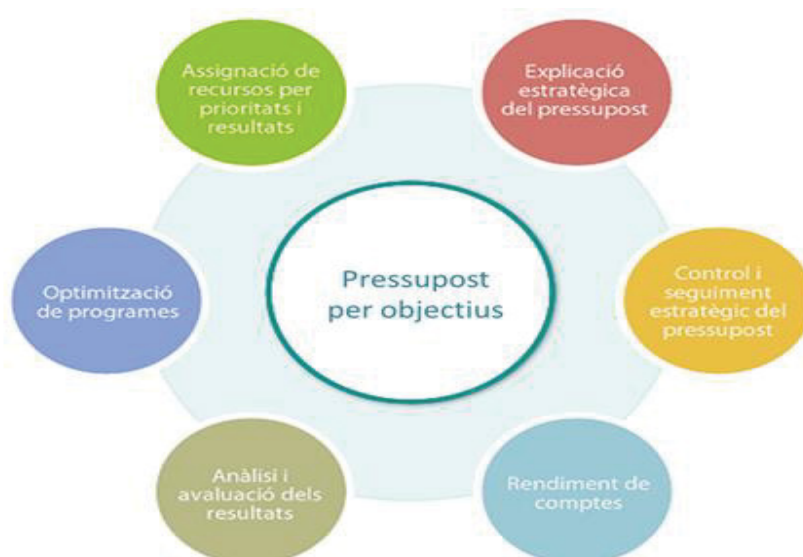 Assignació de
recursos per
prioritats i
resultats
Explicació
estratègica
del pressupost
Optimització
de programes
Pressupost
per objectius
Control i
seguiment
estratègic del
pressupost
Anàlisi i
avaluació dels
resultats
Rendiment de
comptes